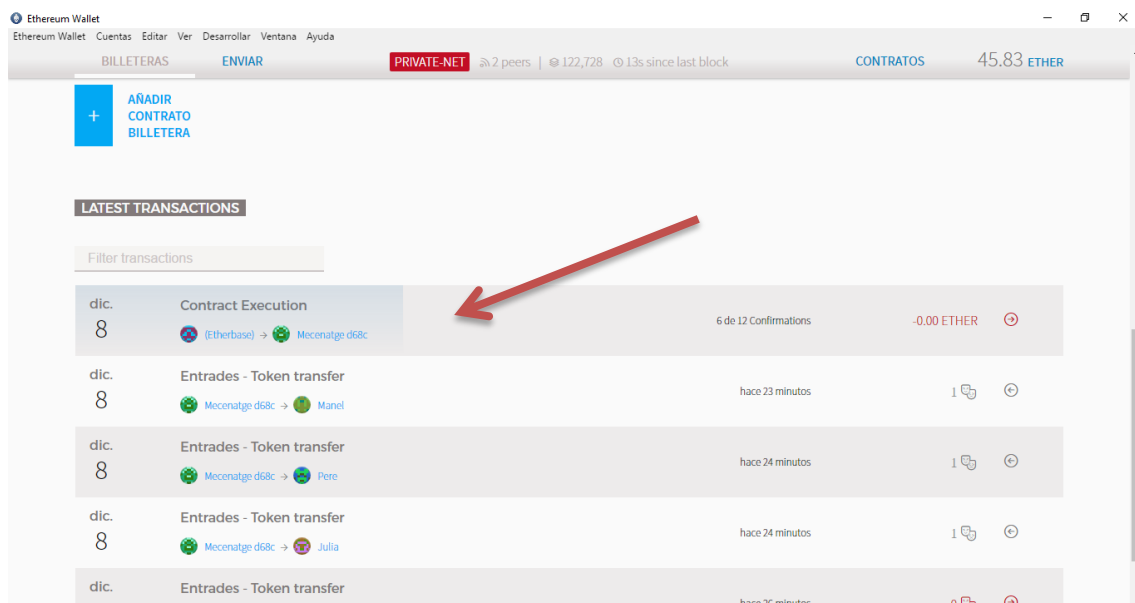 Ethereum Wallet
Ethereum Wallet Cuentas Editar Ver Desarrollar Ventana Ayuda
BILLETERAS ENVIAR PRIVATE-NET 2 peers | 122,728 13s since last block CONTRATOS 45.83 ETHER
+ AÑADIR
CONTRATO
BILLETERA
LATEST TRANSACTIONS
Filter transactions
dic. Contract Execution
8 (Etherbase) → Mecenatge d68c 6 de 12 Confirmations -0.00 ETHER
dic. Entrades - Token transfer
8 Mecenatge d68c → Manel hace 23 minutos 1
dic. Entrades - Token transfer
8 Mecenatge d68c → Pere hace 24 minutos 1
dic. Entrades - Token transfer
8 Mecenatge d68c → Julia hace 24 minutos 1
dic. Entrades - Token transfer